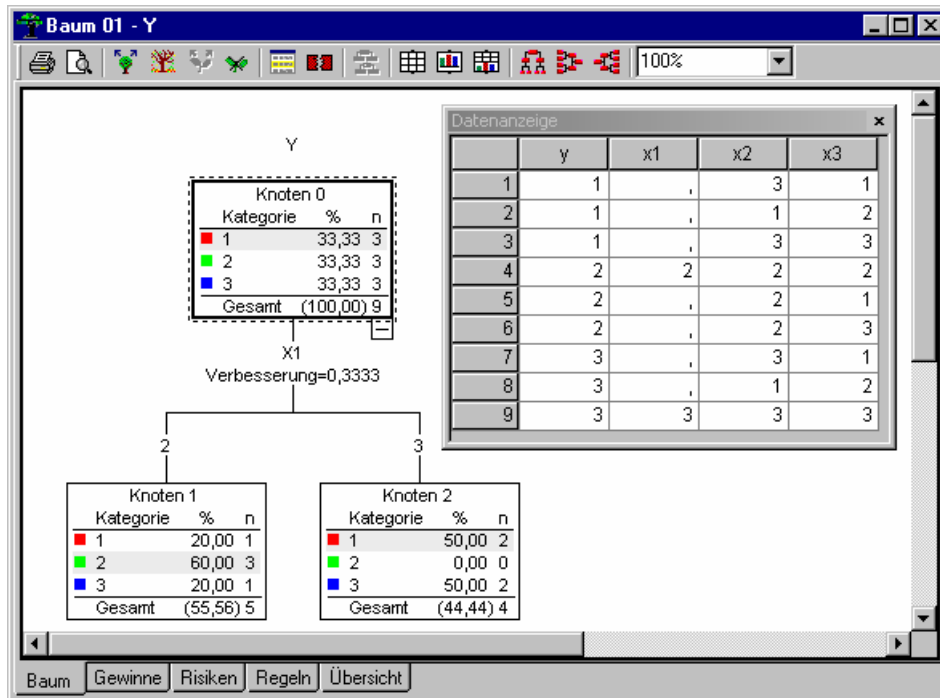 Baum 01 - Y
100%
Y
Knoten 0
Kategorie % n
1 33,33 3
2 33,33 3
3 33,33 3
Gesamt (100,00) 9
X1
Verbesserung=0,3333
2
3
Knoten 1
Kategorie % n
1 20,00 1
2 60,00 3
3 20,00 1
Gesamt (55,56) 5
Knoten 2
Kategorie % n
1 50,00 2
2 0,00 0
3 50,00 2
Gesamt (44,44) 4
Datenanzeige
y x1 x2 x3
1 1 , 3 1
2 1 , 1 2
3 1 , 3 3
4 2 2 2 2
5 2 , 2 1
6 2 , 2 3
7 3 , 3 1
8 3 , 1 2
9 3 3 3 3
Baum Gewinne Risiken Regeln Übersicht